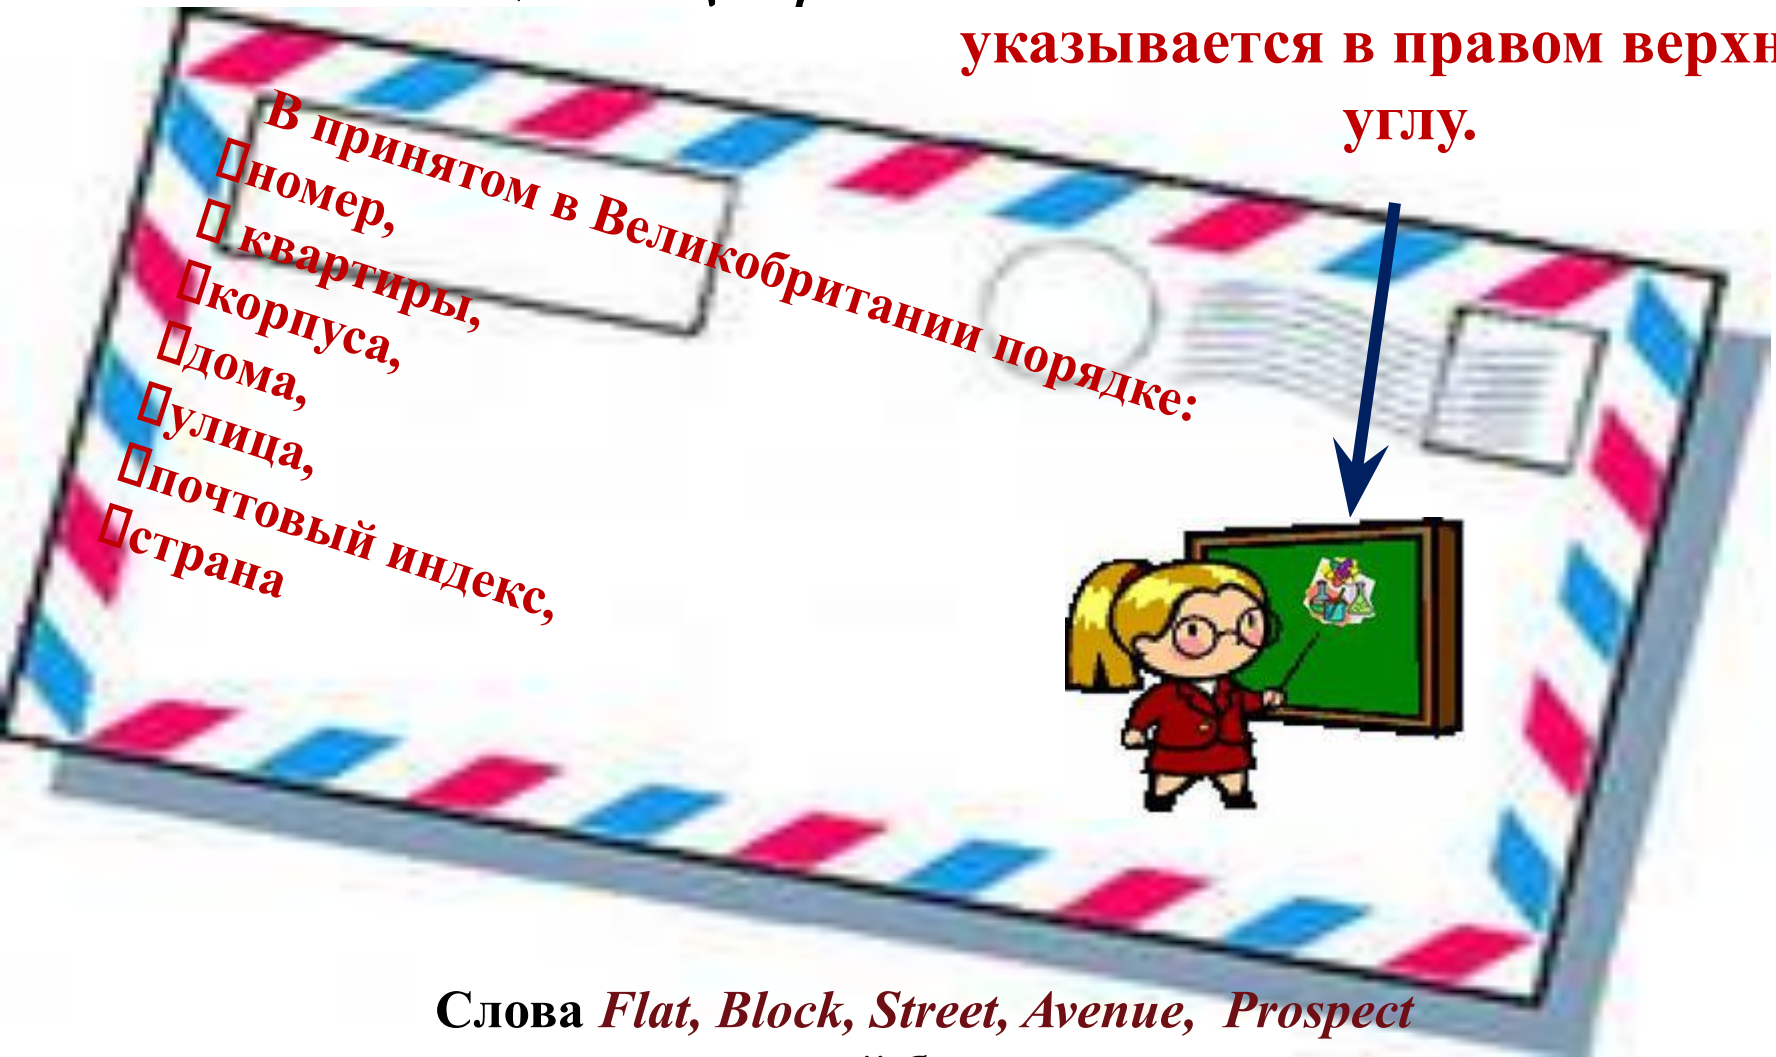 указывается в правом верхн
углу.
В принятом в Великобритании порядке:
номер,
квартиры,
корпуса,
дома,
улица,
почтовый индекс,
страна
Слова Flat, Block, Street, Avenue, Prospect